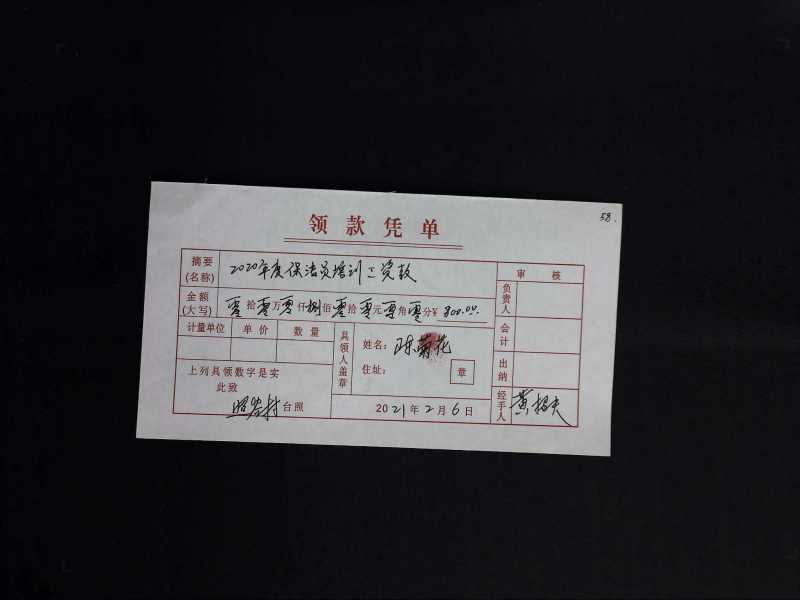 58.
领款凭单
摘要(名称) 2020年度保洁员培训工资款
审核
金额(大写) 零拾零万零仟捌佰零拾零元零角零分¥ 800.00
负责人
计量单位 单价 数量
具领人盖章
姓名：陈菊花
会计
住址： 章
出纳
上列具领数字是实
此致
台照
2021年2月6日
经手人 黄